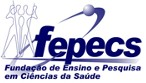 fepecs
Fundação de Ensino e Pesquisa
em Ciências da Saúde